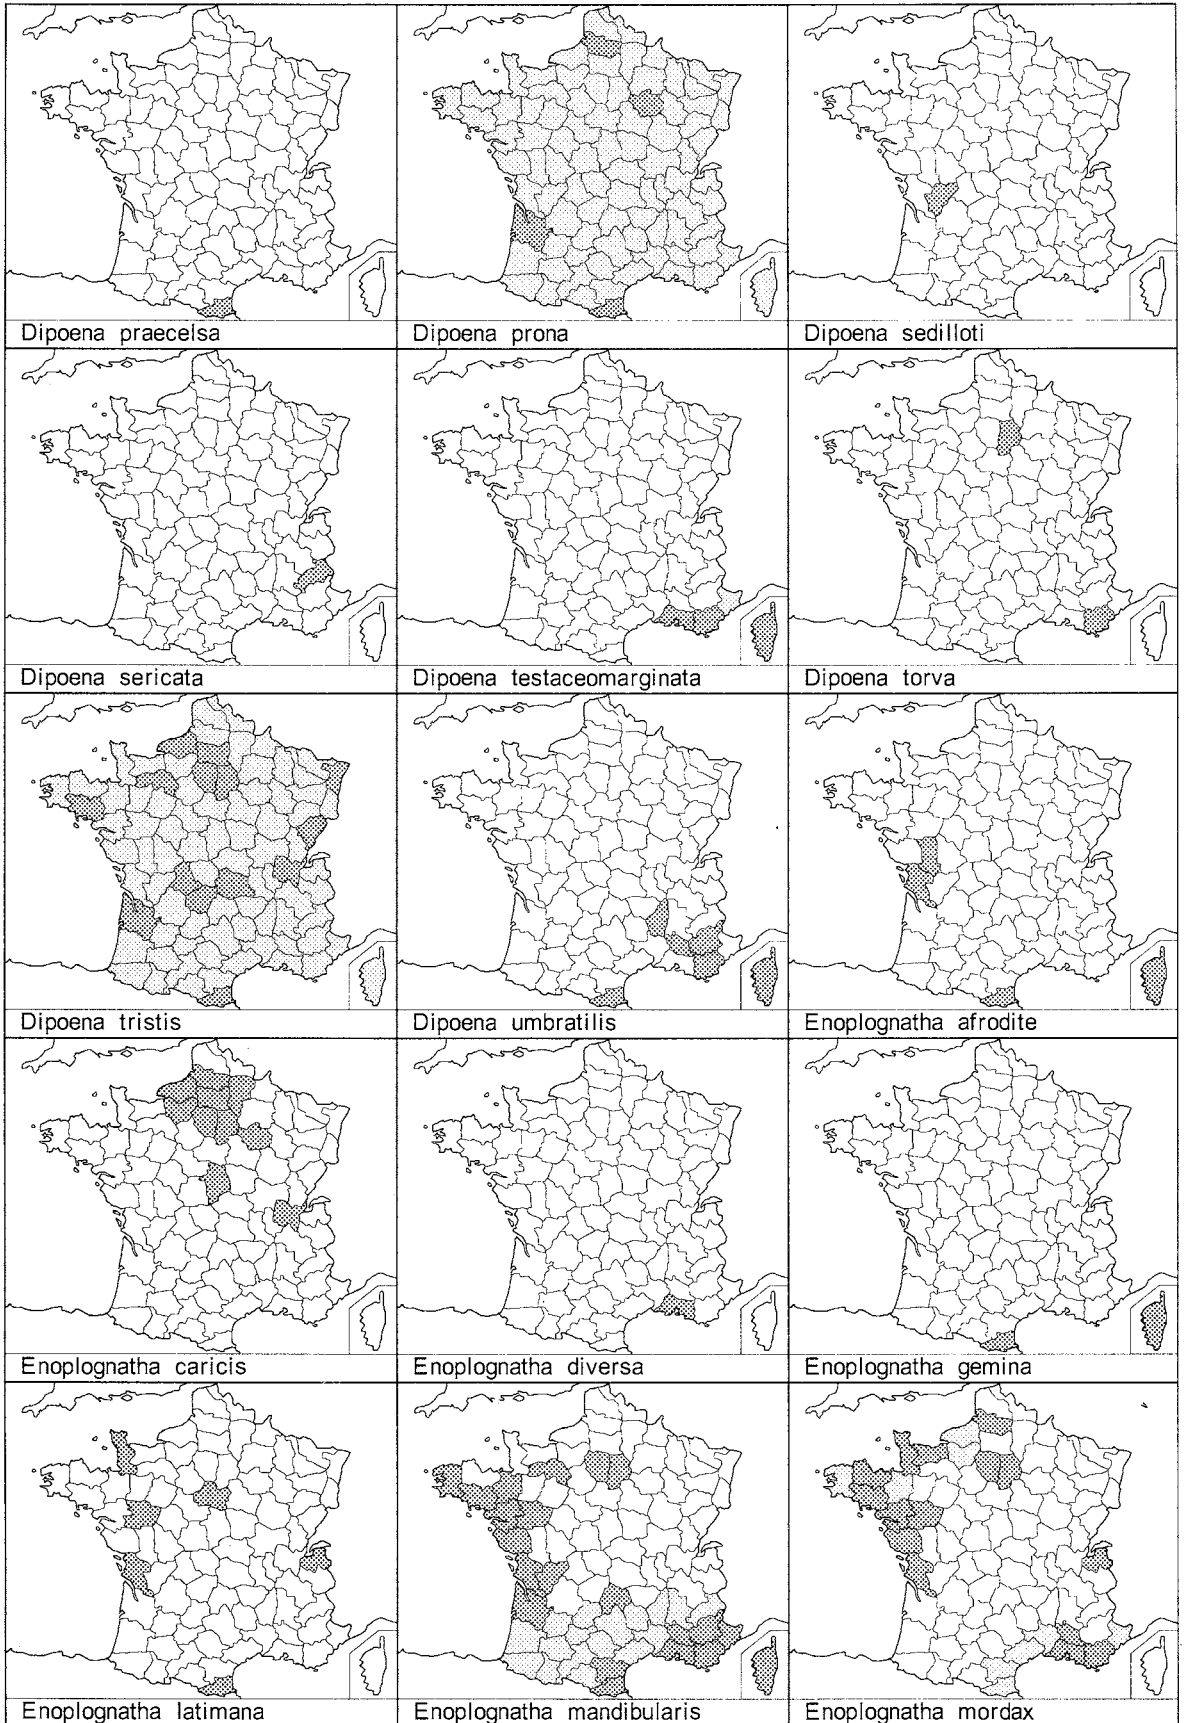 Dipoena praecelsa
Dipoena prona
Dipoena sedilloti
Dipoena sericata
Dipoena testaceomarginata
Dipoena torva
Dipoena tristis
Dipoena umbratilis
Enoplognatha afrodite
Enoplognatha caricis
Enoplognatha diversa
Enoplognatha gemina
Enoplognatha latimana
Enoplognatha mandibularis
Enoplognatha mordax